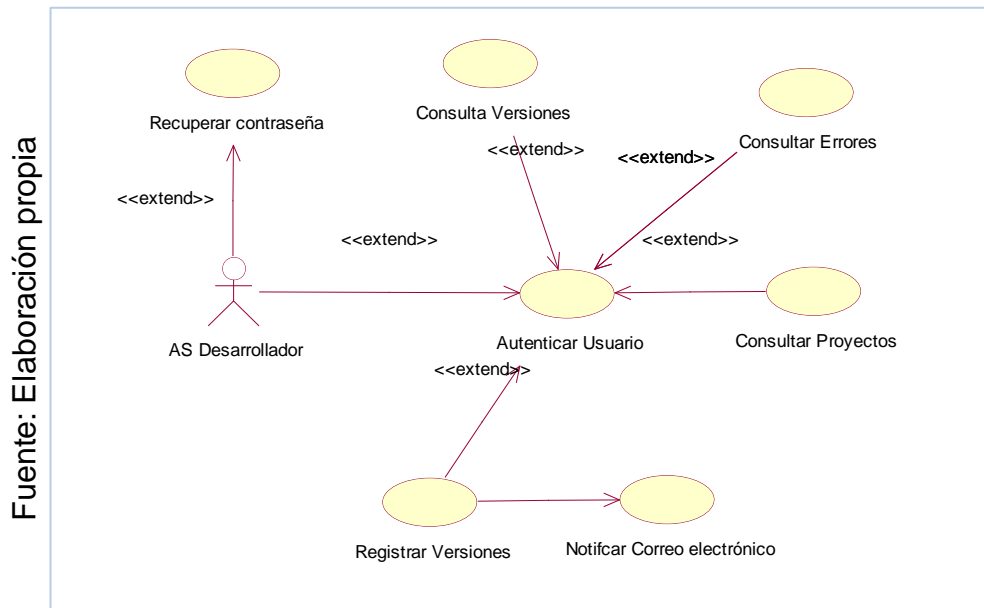 Fuente: Elaboración propia
Recuperar contraseña
Consulta Versiones
Consultar Errores
<<extend>>
<<extend>>
<<extend>>
<<extend>>
<<extend>>
AS Desarrollador
Autenticar Usuario
Consultar Proyectos
<<extend>>
Registrar Versiones
Notifcar Correo electrónico